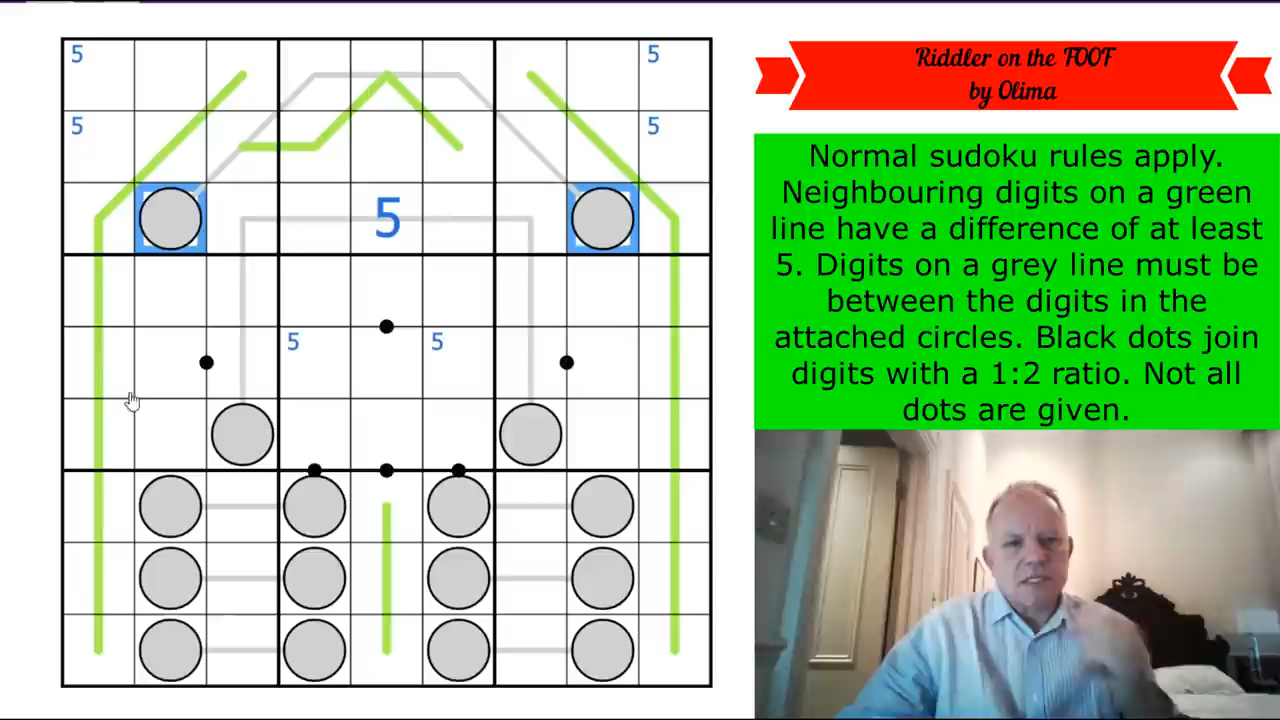 Riddler on the FOOF
by Olima
Normal sudoku rules apply.
Neighbouring digits on a green
line have a difference of at least
5. Digits on a grey line must be
between the digits in the
attached circles. Black dots join
digits with a 1:2 ratio. Not all
dots are given.
5 5
5 5
5
5 5